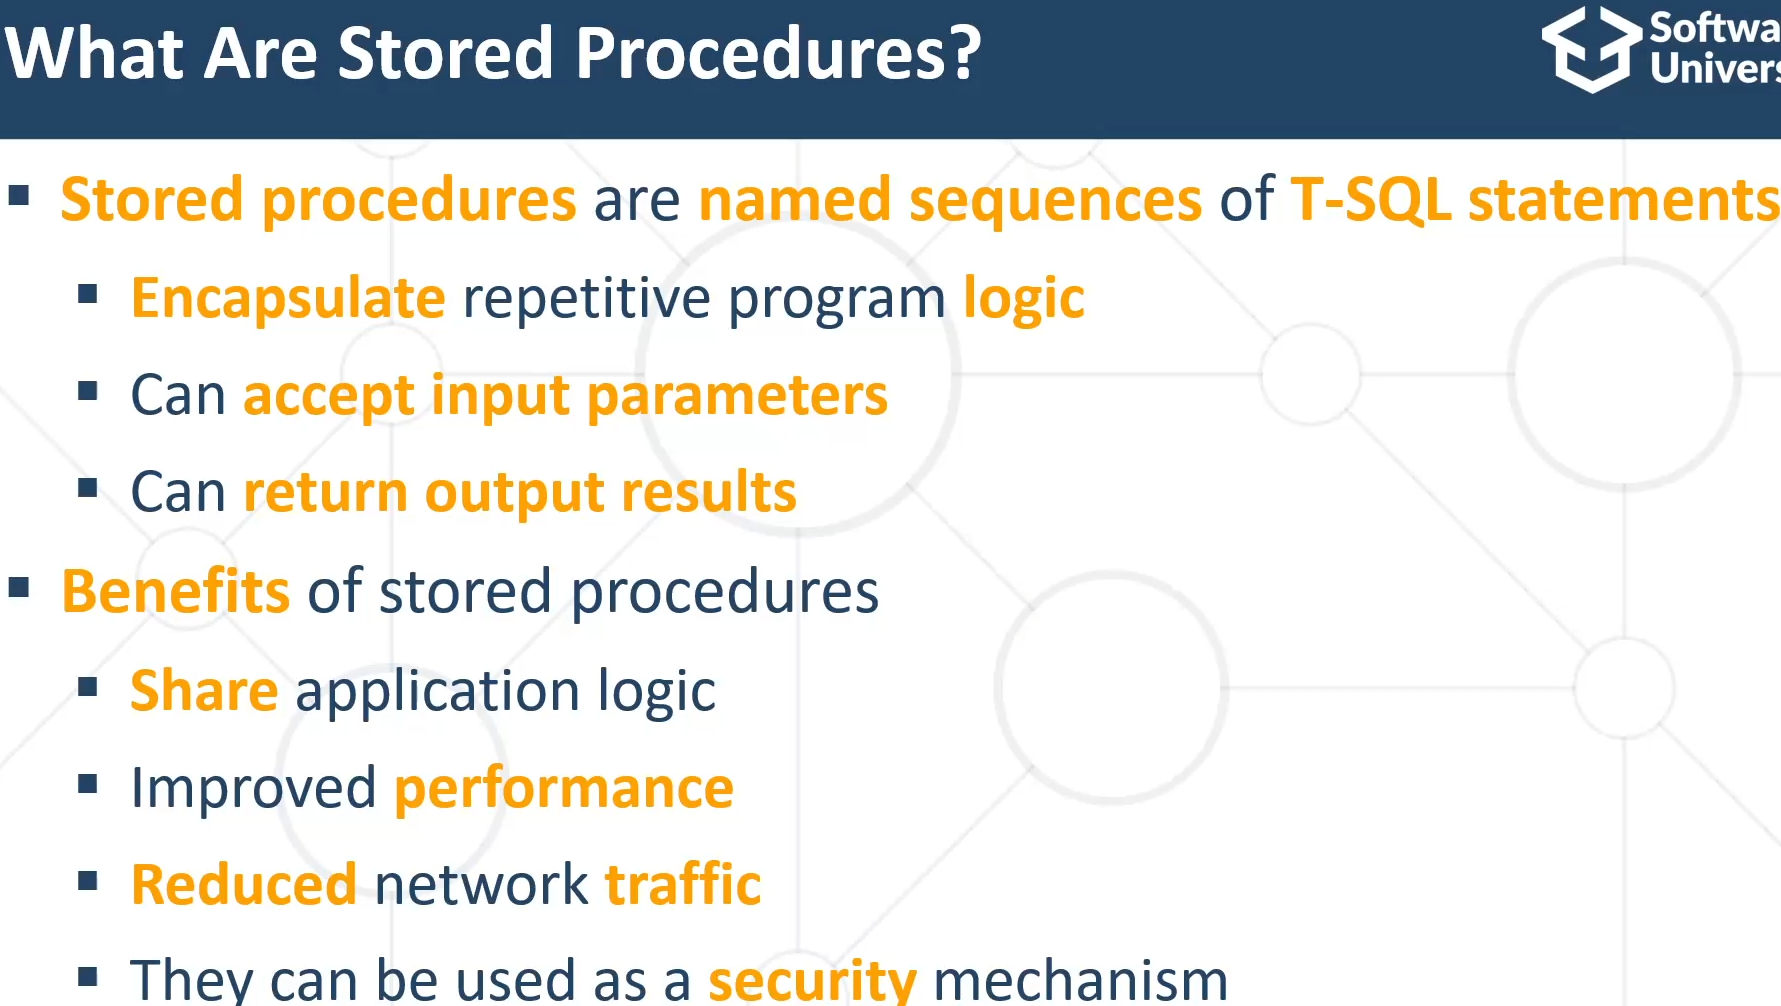 What Are Stored Procedures?
Stored procedures are named sequences of T-SQL statements
Encapsulate repetitive program logic
Can accept input parameters
Can return output results
Benefits of stored procedures
Share application logic
Improved performance
Reduced network traffic
They can be used as a security mechanism